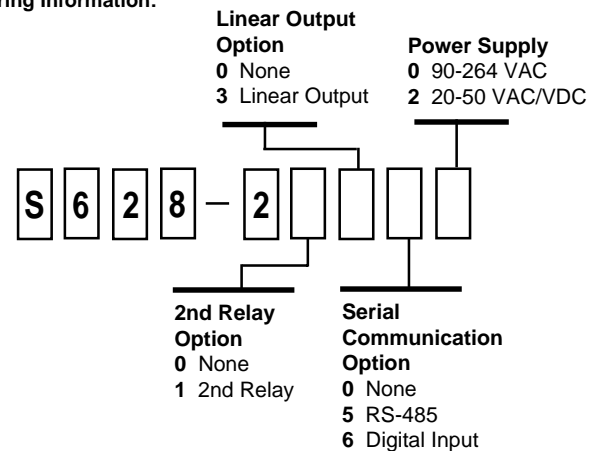 ring Information:
Linear Output
Option
0 None
3 Linear Output
Power Supply
0 90-264 VAC
2 20-50 VAC/VDC
S 6 2 8 – 2
2nd Relay
Option
0 None
1 2nd Relay
Serial
Communication
Option
0 None
5 RS-485
6 Digital Input